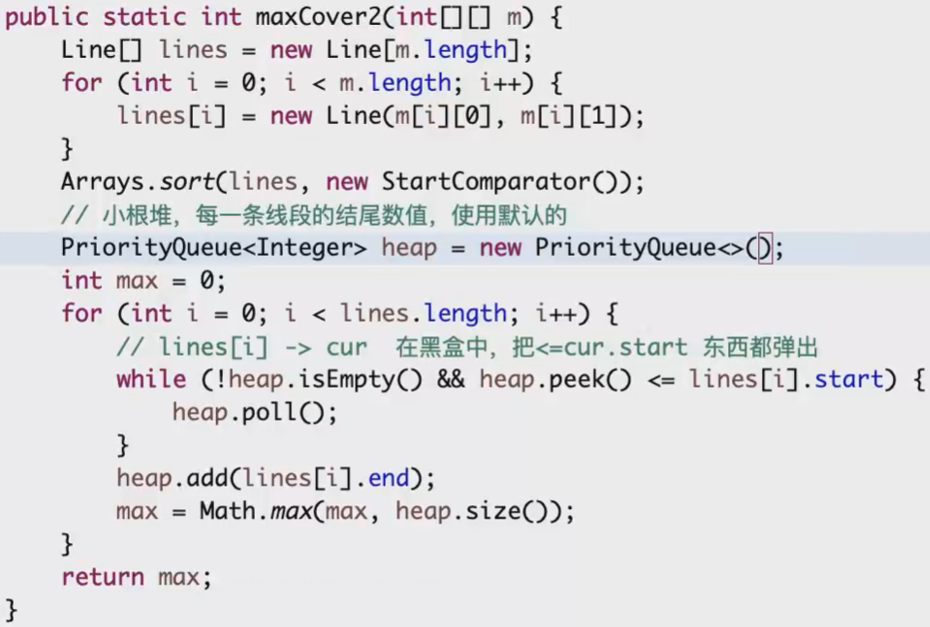 public static int maxCover2(int[][] m) {
    Line[] lines = new Line[m.length];
    for (int i = 0; i < m.length; i++) {
        lines[i] = new Line(m[i][0], m[i][1]);
    }
    Arrays.sort(lines, new StartComparator());
    // 小根堆，每一条线段的结尾数值，使用默认的
    PriorityQueue<Integer> heap = new PriorityQueue<>();
    int max = 0;
    for (int i = 0; i < lines.length; i++) {
        // lines[i] -> cur  在黑盒中，把<=cur.start 东西都弹出
        while (!heap.isEmpty() && heap.peek() <= lines[i].start) {
            heap.poll();
        }
        heap.add(lines[i].end);
        max = Math.max(max, heap.size());
    }
    return max;
}